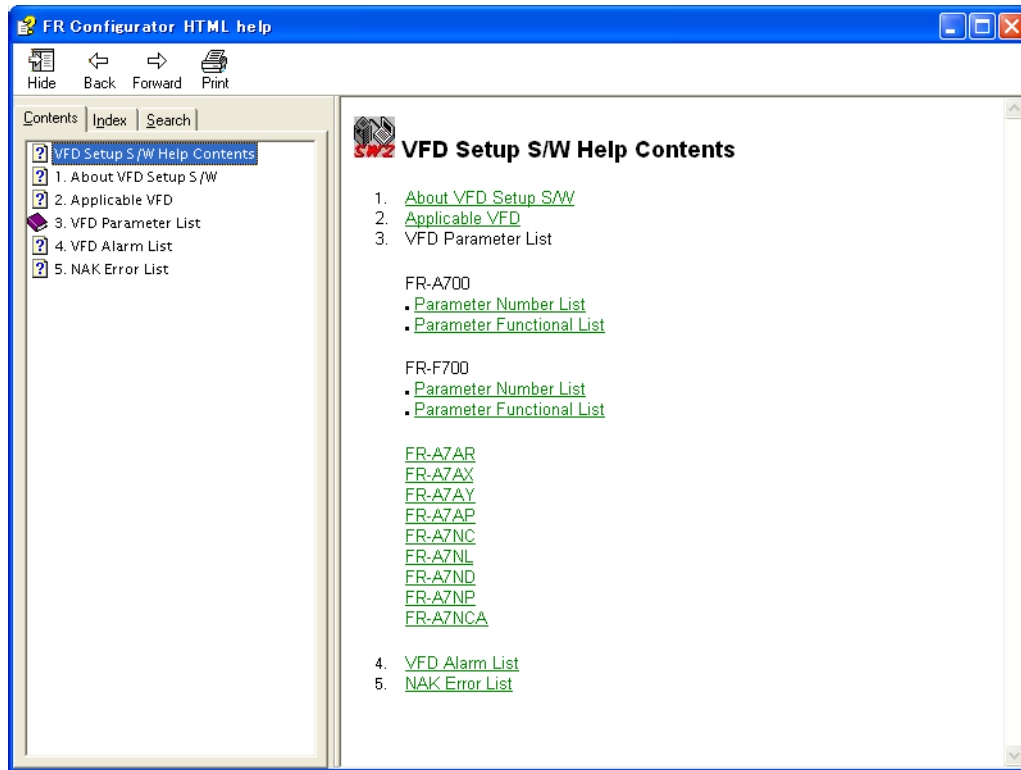 FR Configurator HTML help
Hide Back Forward Print
Contents Index Search
VFD Setup S/W Help Contents
1. About VFD Setup S/W
2. Applicable VFD
3. VFD Parameter List
4. VFD Alarm List
5. NAK Error List
SW2 VFD Setup S/W Help Contents
1. About VFD Setup S/W
2. Applicable VFD
3. VFD Parameter List
FR-A700
. Parameter Number List
. Parameter Functional List
FR-F700
. Parameter Number List
. Parameter Functional List
FR-A7AR
FR-A7AX
FR-A7AY
FR-A7AP
FR-A7NC
FR-A7NL
FR-A7ND
FR-A7NP
FR-A7NCA
4. VFD Alarm List
5. NAK Error List